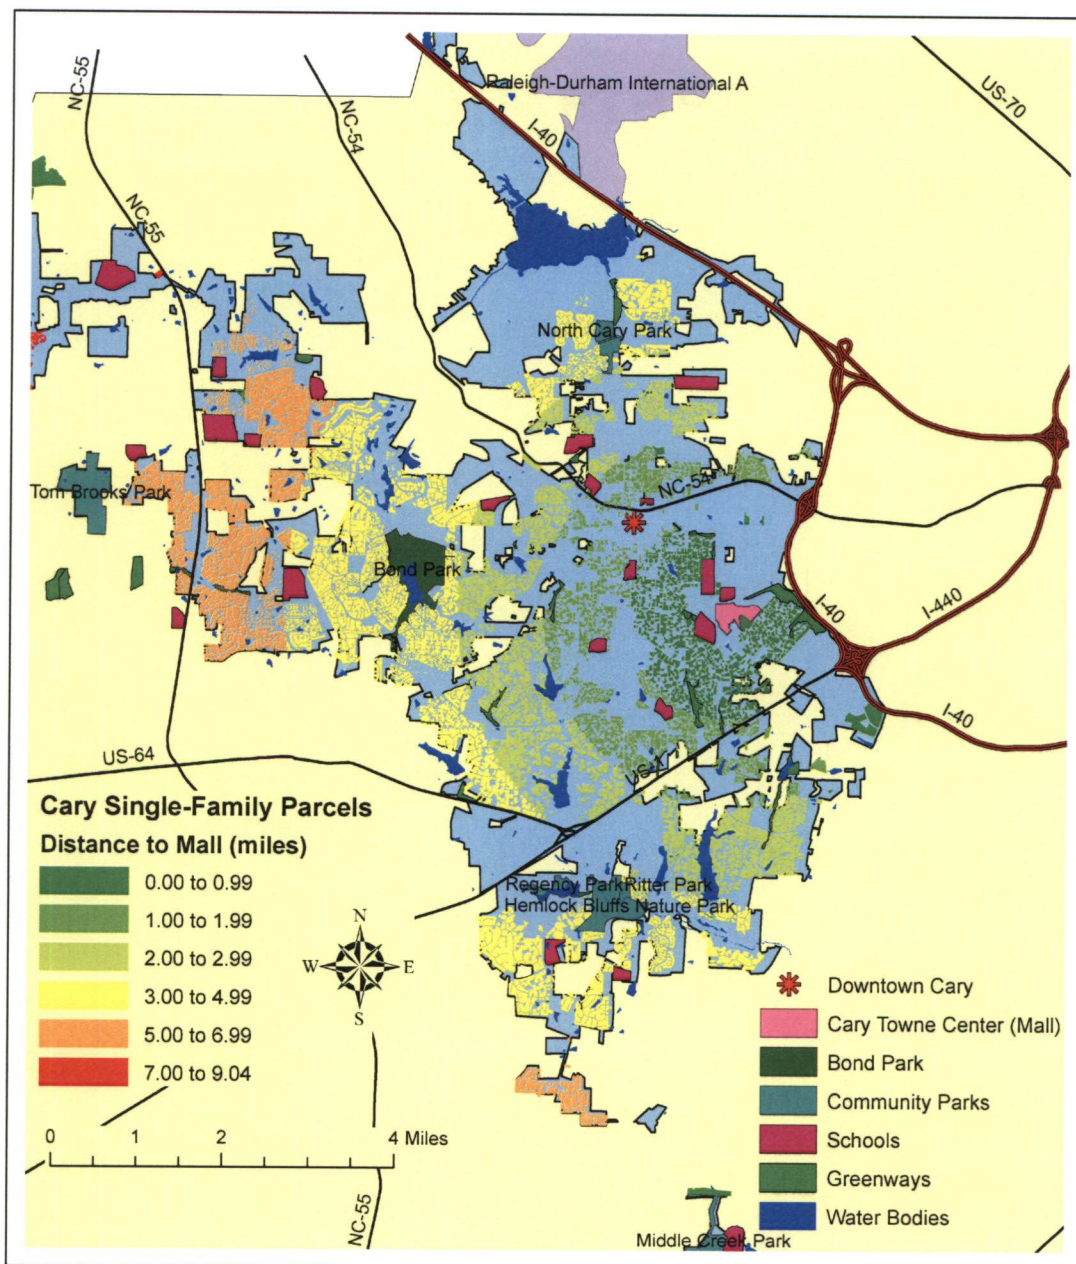 NC-55
NC-54
Raleigh-Durham International A
US-70
I-40
NC-55
North Cary Park
NC-54
Tom Brooks Park
Bond Park
I-40
I-440
I-40
US-64
US-1
Cary Single-Family Parcels
Distance to Mall (miles)
0.00 to 0.99
1.00 to 1.99
2.00 to 2.99
3.00 to 4.99
5.00 to 6.99
7.00 to 9.04
Regency Park
Ritter Park
Hemlock Bluffs Nature Park
N
W
E
S
Downtown Cary
Cary Towne Center (Mall)
Bond Park
Community Parks
Schools
Greenways
Water Bodies
0 1 2 4 Miles
NC-55
Middle Creek Park